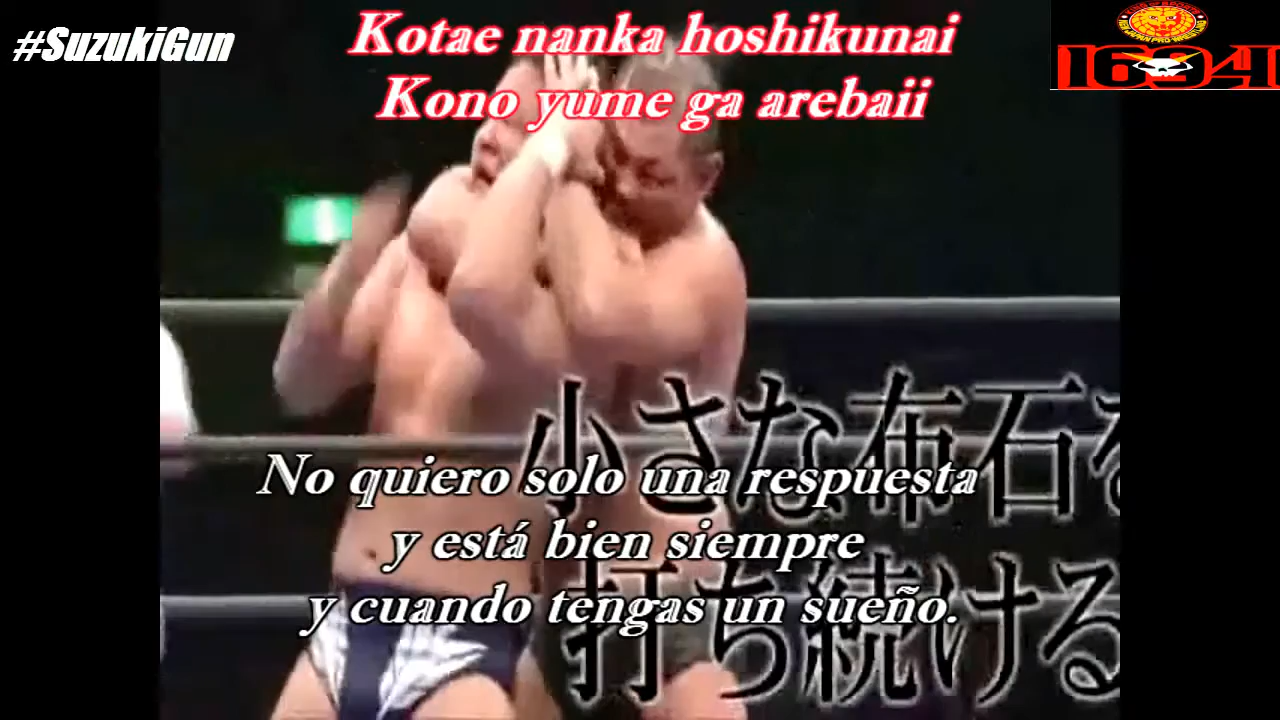 #SuzukiGun
Kotae nanka hoshikunai
Kono yume ga arebaii
1694
小さな布石を
No quiero solo una respuesta
y está bien siempre
打ち続ける
y cuando tengas un sueño.